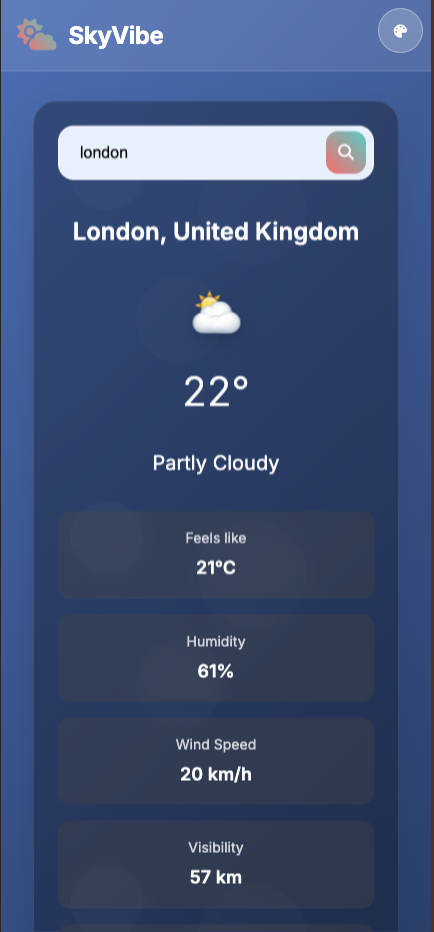 SkyVibe
london
London, United Kingdom
22°
Partly Cloudy
Feels like
21°C
Humidity
61%
Wind Speed
20 km/h
Visibility
57 km